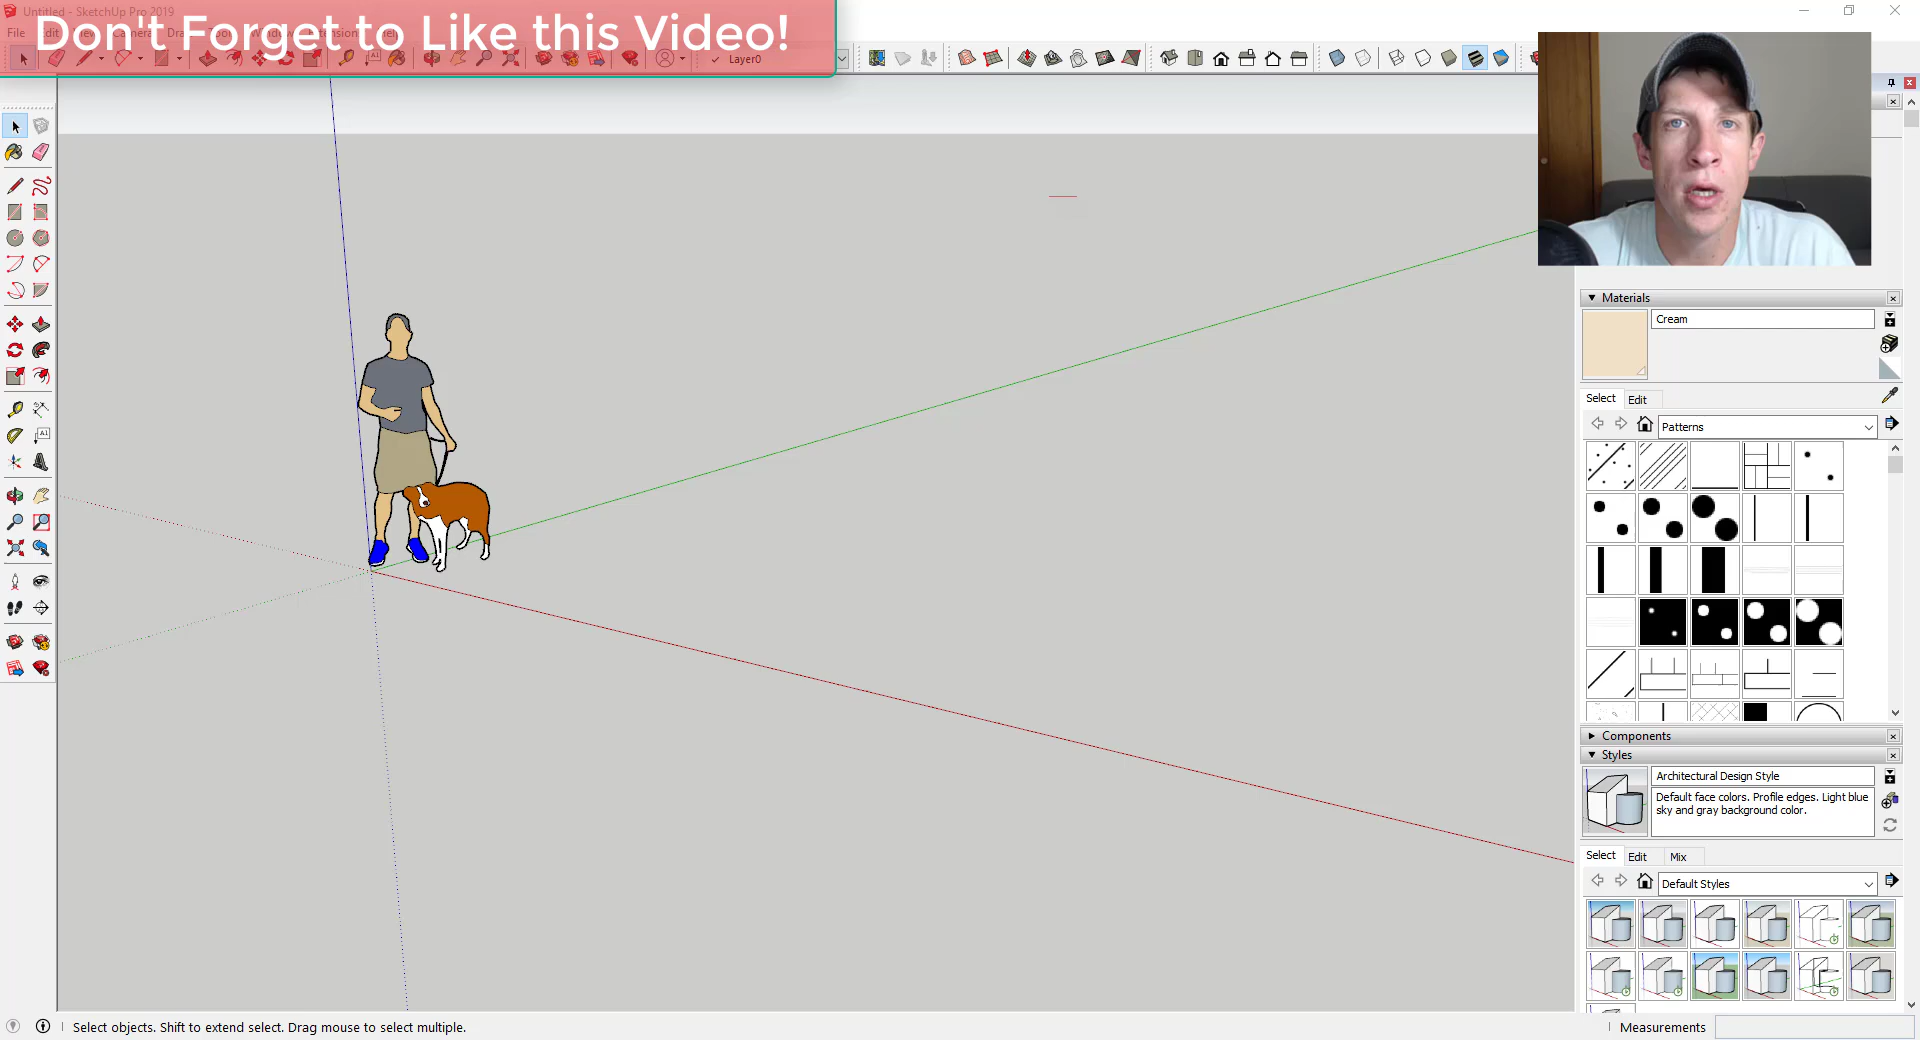 Untitled - SketchUp Pro 2019
Don't Forget to Like this Video!
File
Layer0
Materials
Cream
Select Edit
Patterns
Components
Styles
Architectural Design Style
Default face colors. Profile edges. Light blue
sky and gray background color.
Select Edit Mix
Default Styles
Select objects. Shift to extend select. Drag mouse to select multiple.
Measurements